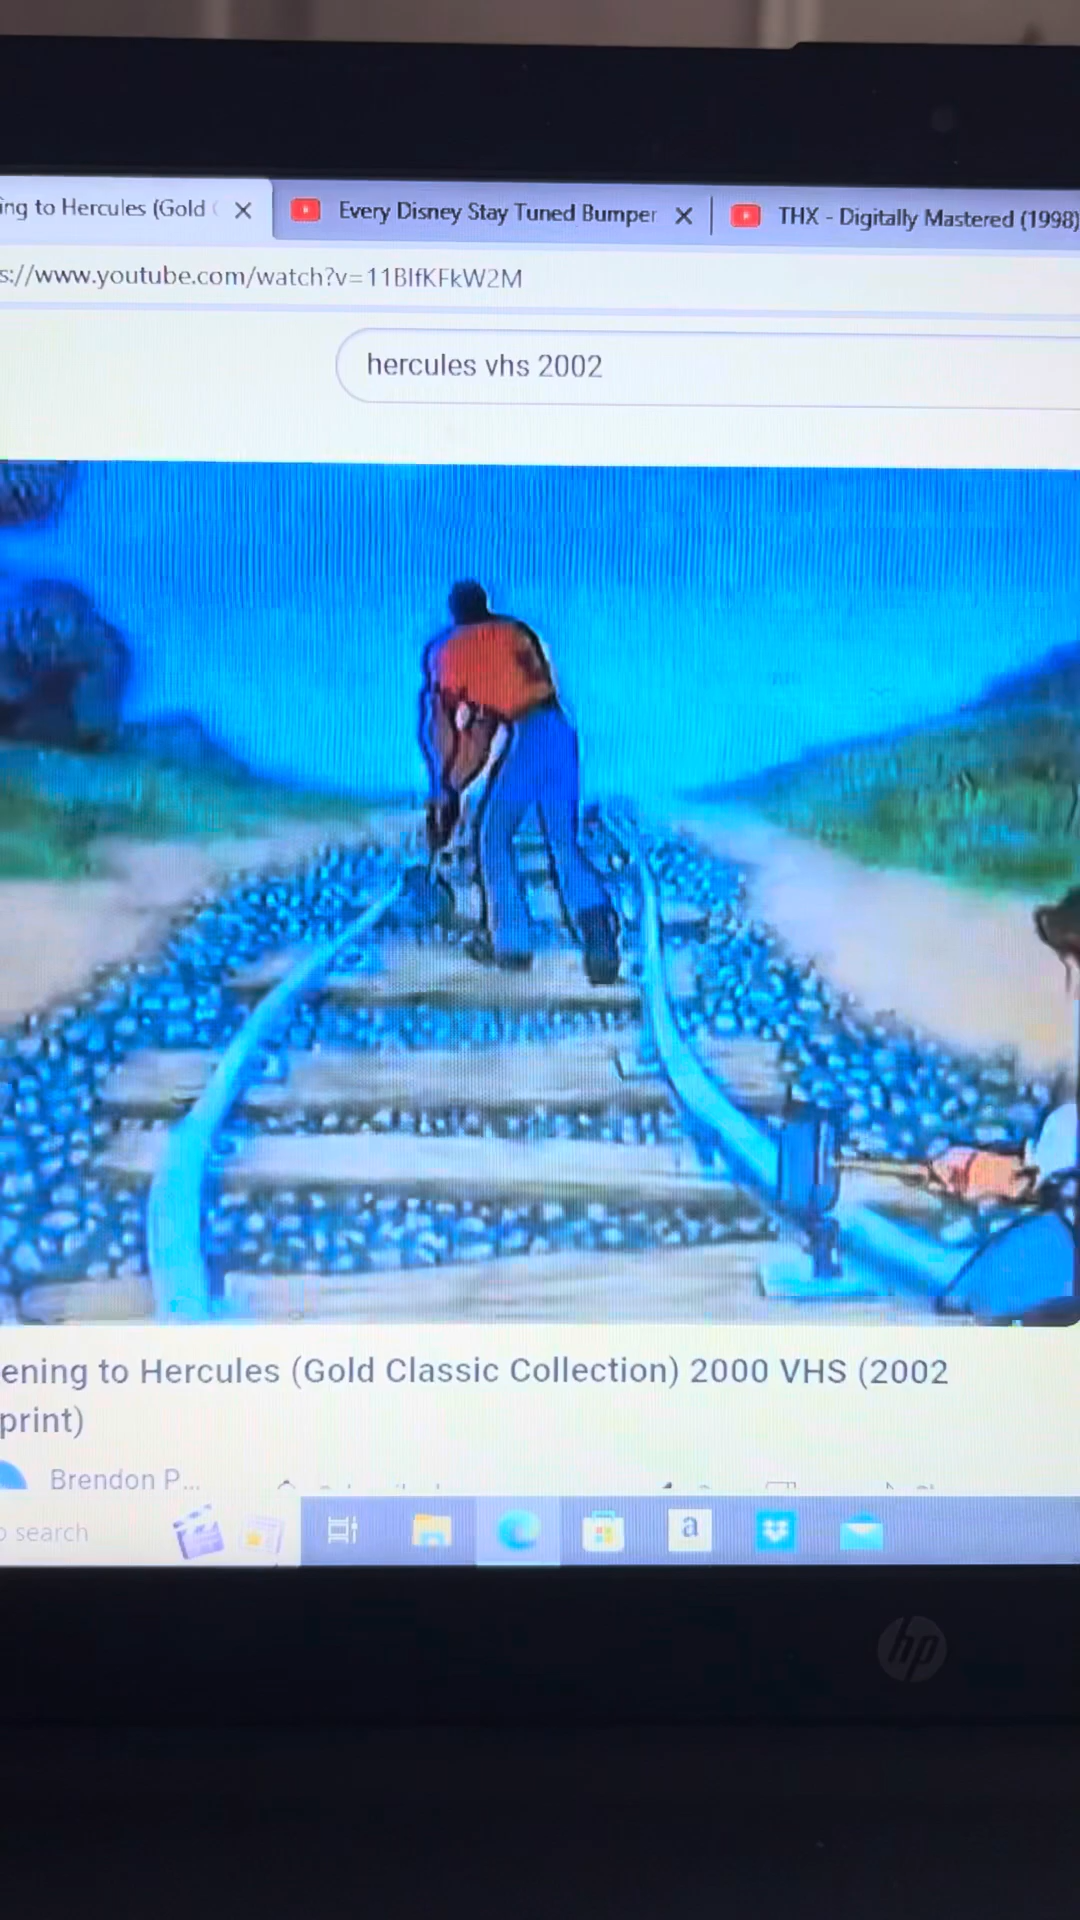 ing to Hercules (Gold
Every Disney Stay Tuned Bumper
THX - Digitally Mastered (1998)
s://www.youtube.com/watch?v=11BlfKFkW2M
hercules vhs 2002
ening to Hercules (Gold Classic Collection) 2000 VHS (2002
print)
Brendon P...
search
a
hp